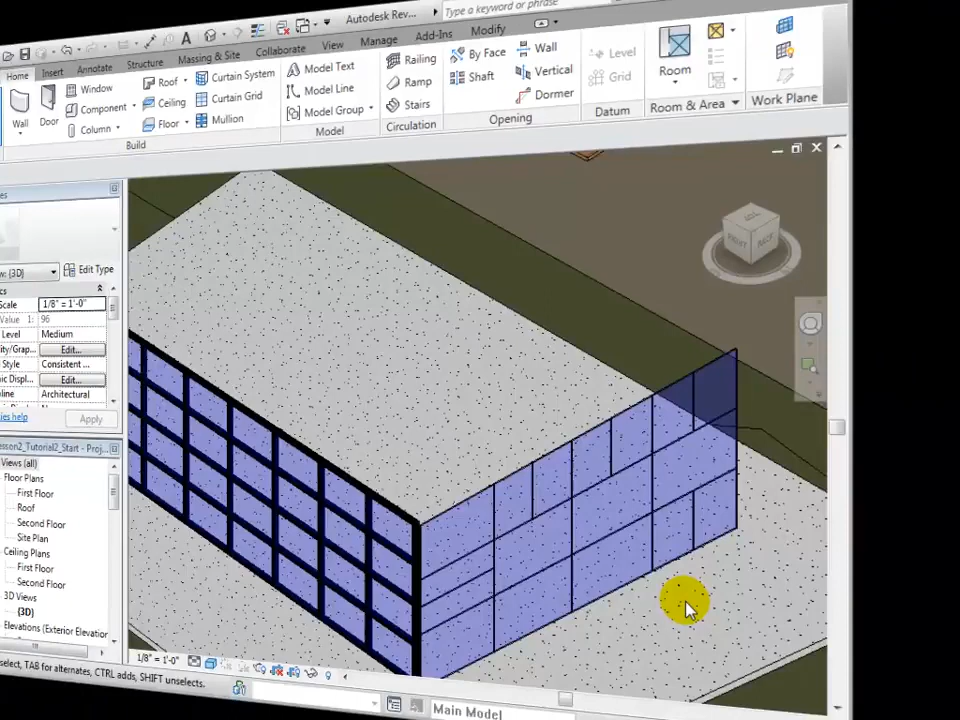 Autodesk Rev...
Type a keyword or phrase
Home Insert Annotate Structure Massing & Site Collaborate View Manage Add-Ins Modify
Wall
Door
Window
Component
Column
Roof
Ceiling
Floor
Curtain System
Curtain Grid
Mullion
Build
Model Text
Model Line
Model Group
Model
Railing
Ramp
Stairs
Circulation
By Face
Shaft
Wall
Vertical
Dormer
Opening
Level
Grid
Datum
Room
Room & Area
Work Plane
RIGHT
Edit Type
Scale 1/8" = 1'-0"
Value 1: 96
Level Medium
Edit...
Style Consistent ...
Edit...
Architectural
Apply
Views (all)
Floor Plans
First Floor
Roof
Second Floor
Site Plan
Ceiling Plans
First Floor
Second Floor
3D Views
{3D}
Elevations (Exterior Elevation
1/8" = 1'-0"
select, TAB for alternates, CTRL adds, SHIFT unselects.
Main Model